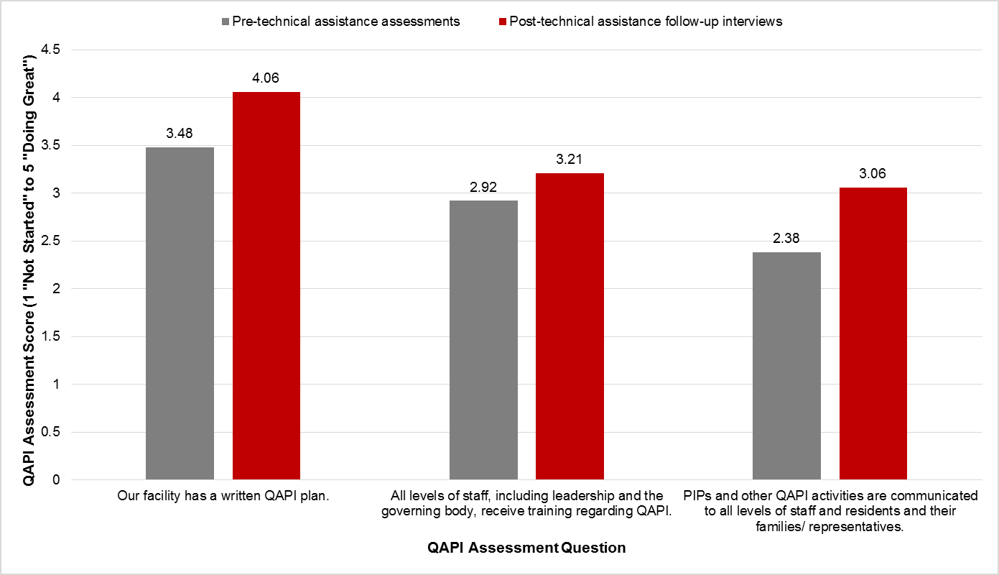 Pre-technical assistance assessments
Post-technical assistance follow-up interviews
QAPI Assessment Score (1 "Not Started" to 5 "Doing Great")
4.5
4
3.5
3
2.5
2
1.5
1
0.5
0
3.48
4.06
2.92
3.21
2.38
3.06
Our facility has a written QAPI plan.
All levels of staff, including leadership and the
governing body, receive training regarding QAPI.
PIPs and other QAPI activities are communicated
to all levels of staff and residents and their
families/ representatives.
QAPI Assessment Question